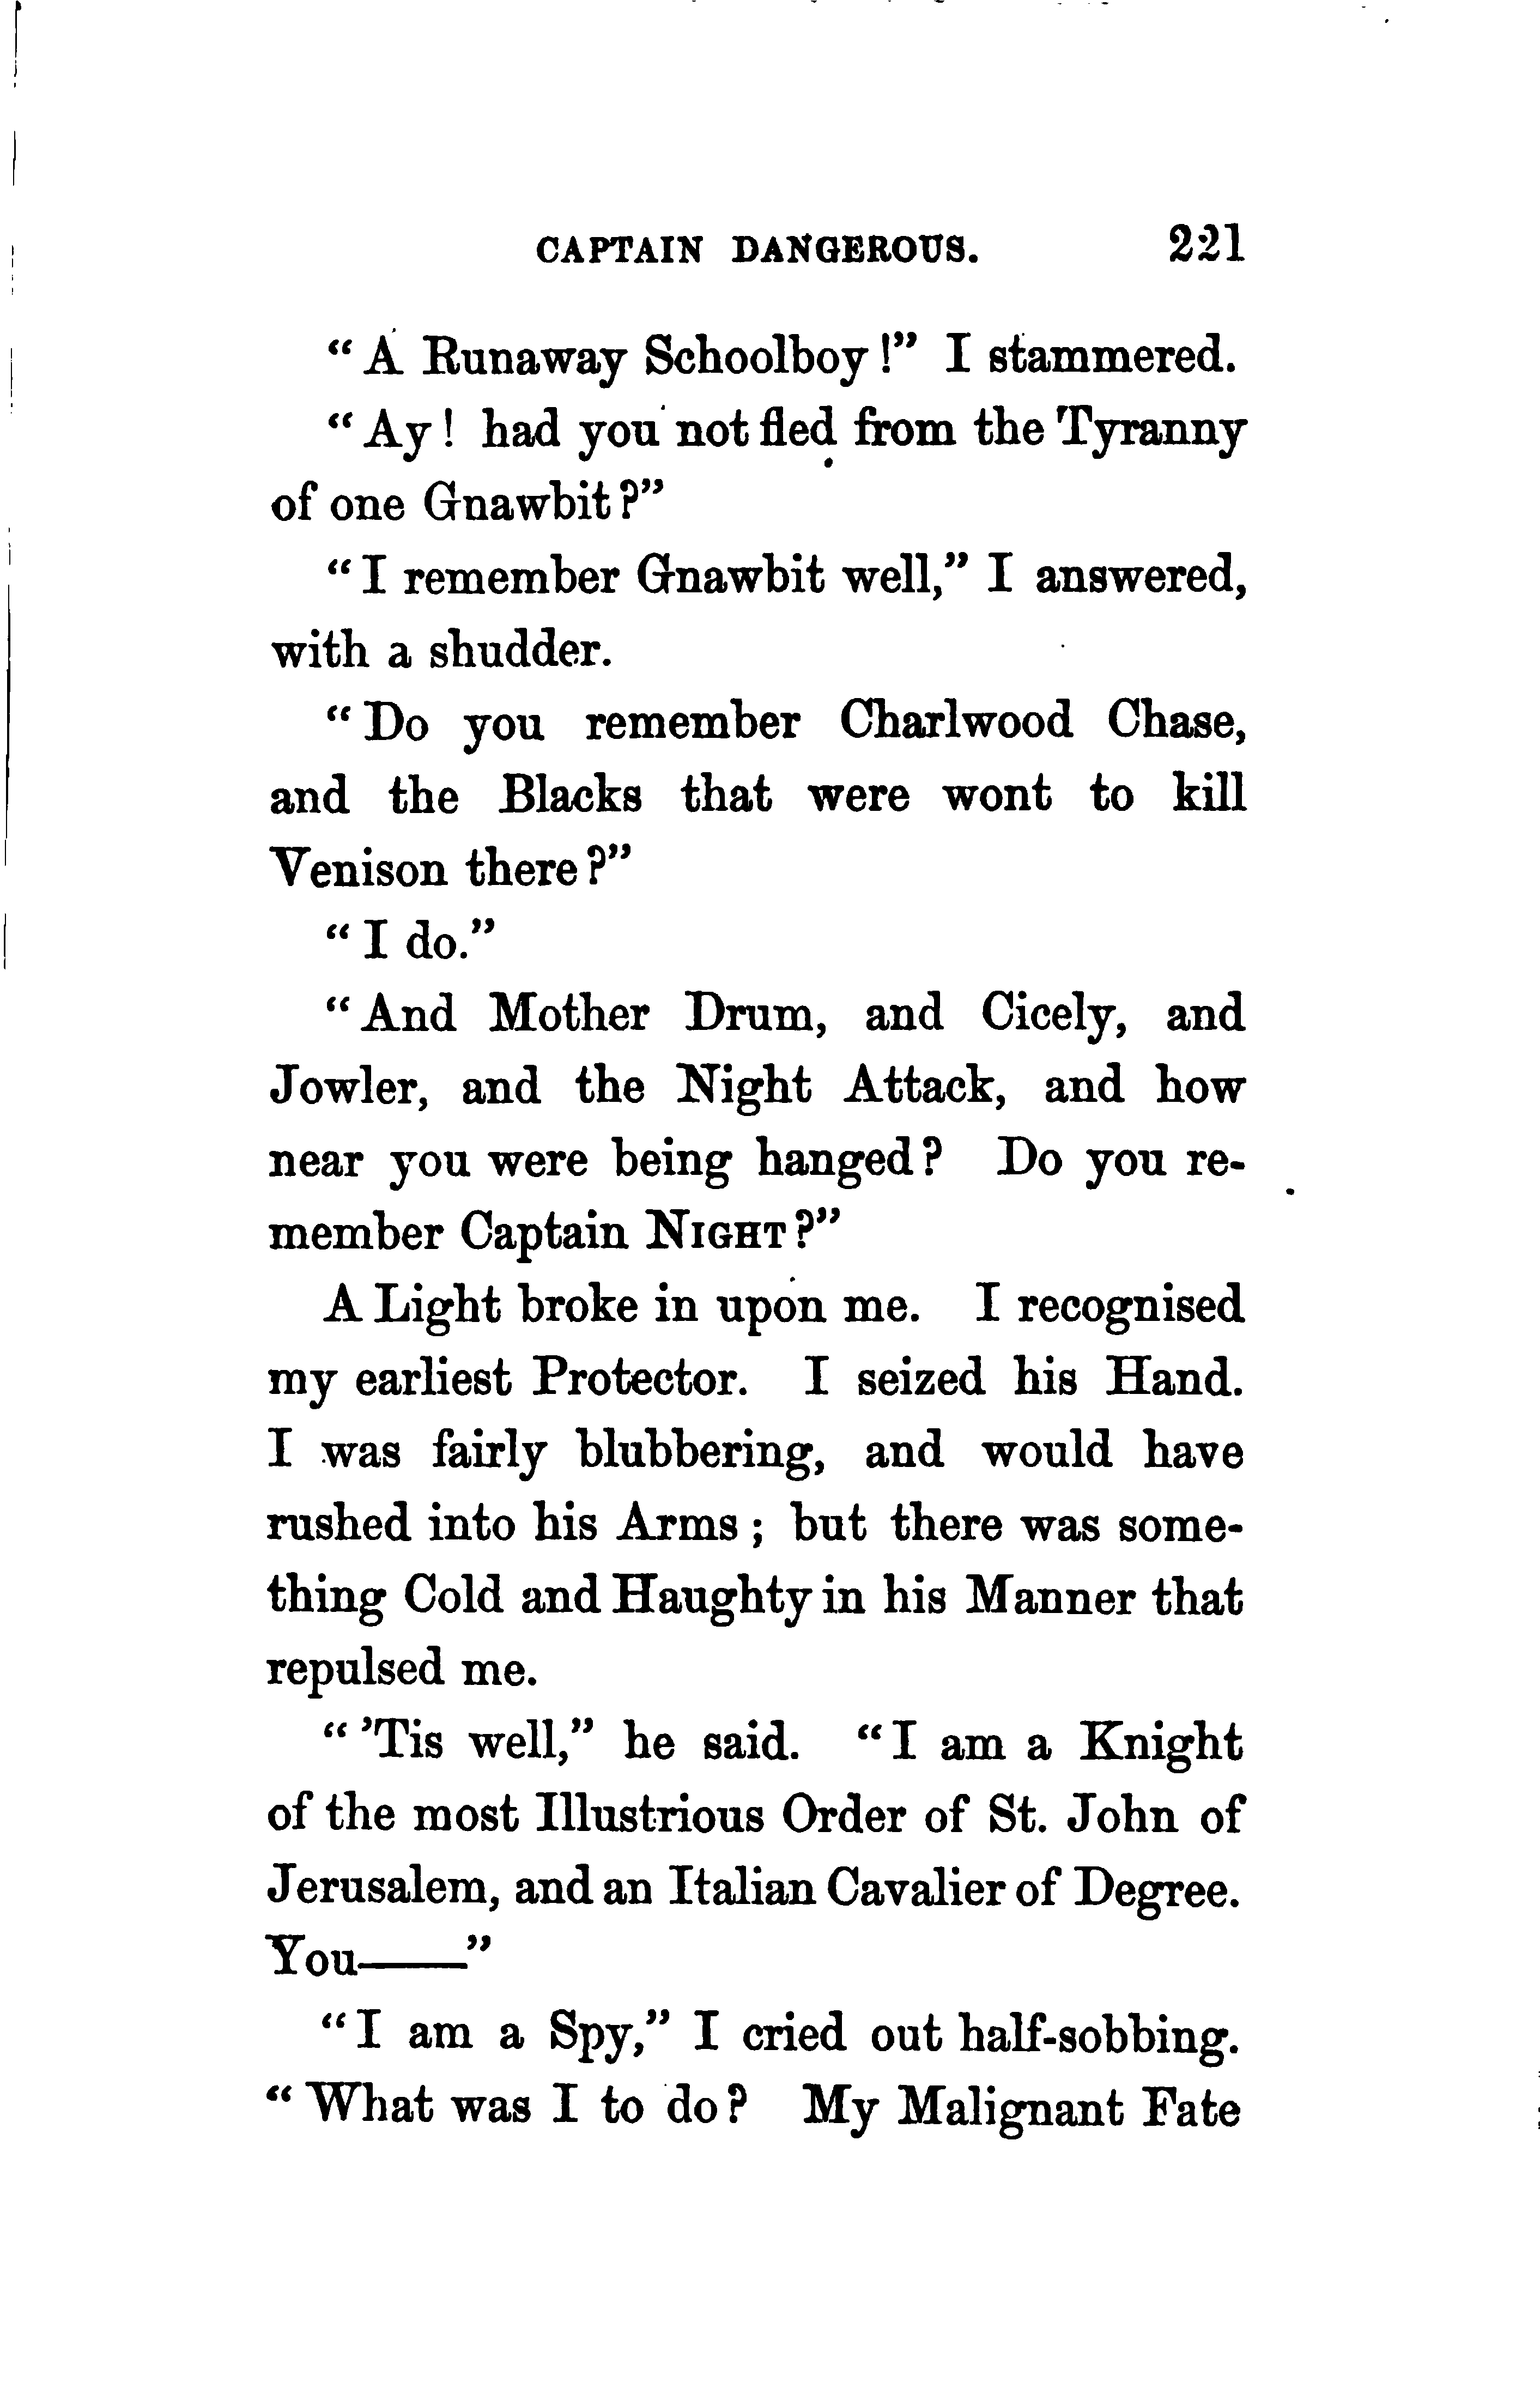 CAPTAIN DANGEROUS. 221
“A Runaway Schoolboy!” I stammered.
“Ay! had you not fled from the Tyranny
of one Gnawbit?”
“I remember Gnawbit well,” I answered,
with a shudder.
“Do you remember Charlwood Chase,
and the Blacks that were wont to kill
Venison there?”
“I do.”
“And Mother Drum, and Cicely, and
Jowler, and the Night Attack, and how
near you were being hanged? Do you re-
member Captain NIGHT?”
A Light broke in upon me. I recognised
my earliest Protector. I seized his Hand.
I was fairly blubbering, and would have
rushed into his Arms; but there was some-
thing Cold and Haughty in his Manner that
repulsed me.
“’Tis well,” he said. “I am a Knight
of the most Illustrious Order of St. John of
Jerusalem, and an Italian Cavalier of Degree.
You——”
“I am a Spy,” I cried out half-sobbing.
“What was I to do? My Malignant Fate